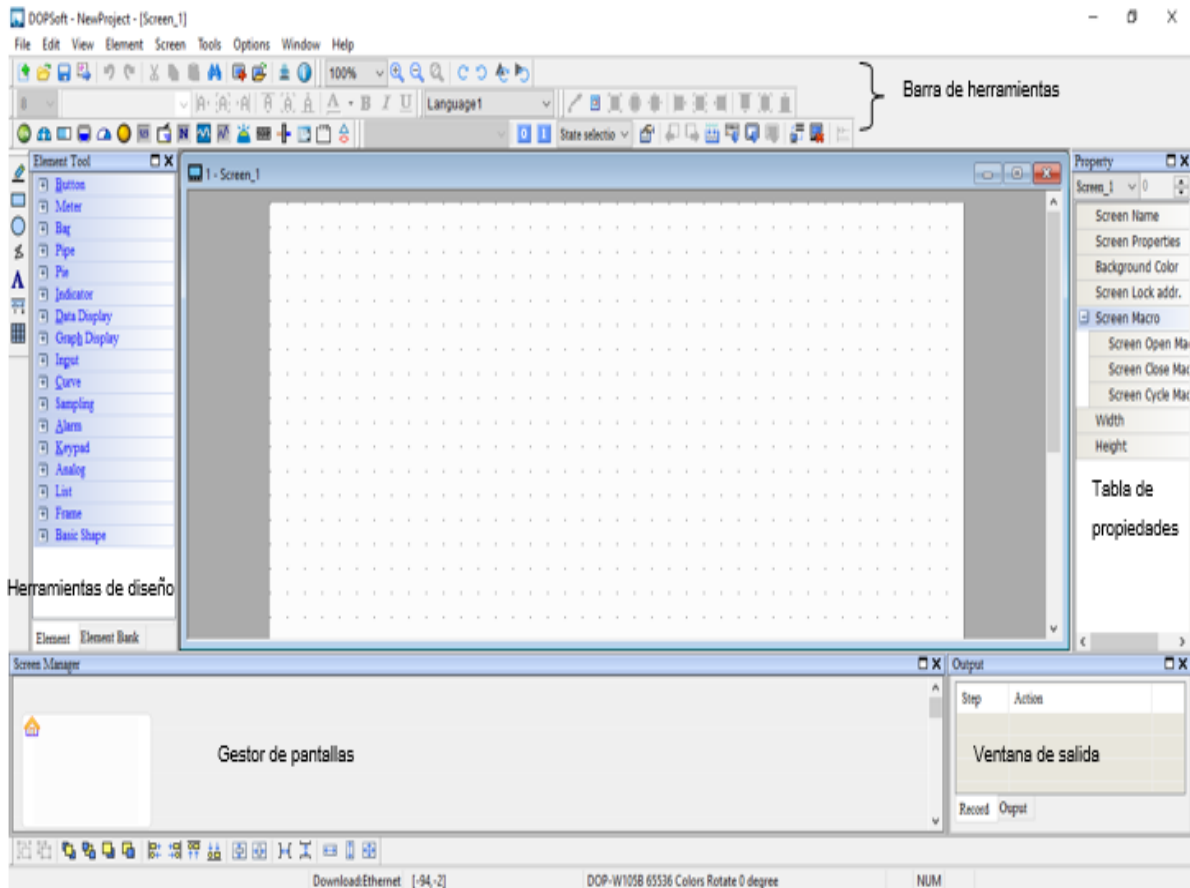 DOPSoft - NewProject - [Screen_1]
File Edit View Element Screen Tools Options Window Help
100%
Barra de herramientas
8
A B I U Language1
0 1 State selectio
Element Tool
1 - Screen_1
Property
Screen_1 0
Button
Meter
Bar
Pipe
Pie
Indicator
Data Display
Graph Display
Input
Curve
Sampling
Alarm
Keypad
Analog
List
Frame
Basic Shape
Herramientas de diseño
Element Element Bank
Screen Name
Screen Properties
Background Color
Screen Lock addr.
Screen Macro
Screen Open Ma
Screen Close Mac
Screen Cycle Mac
Width
Height
Tabla de
propiedades
Screen Manager
Gestor de pantallas
Output
Step Action
Ventana de salida
Record Ouput
Download:Ethernet [-94,-2] DOP-W105B 65536 Colors Rotate 0 degree NUM